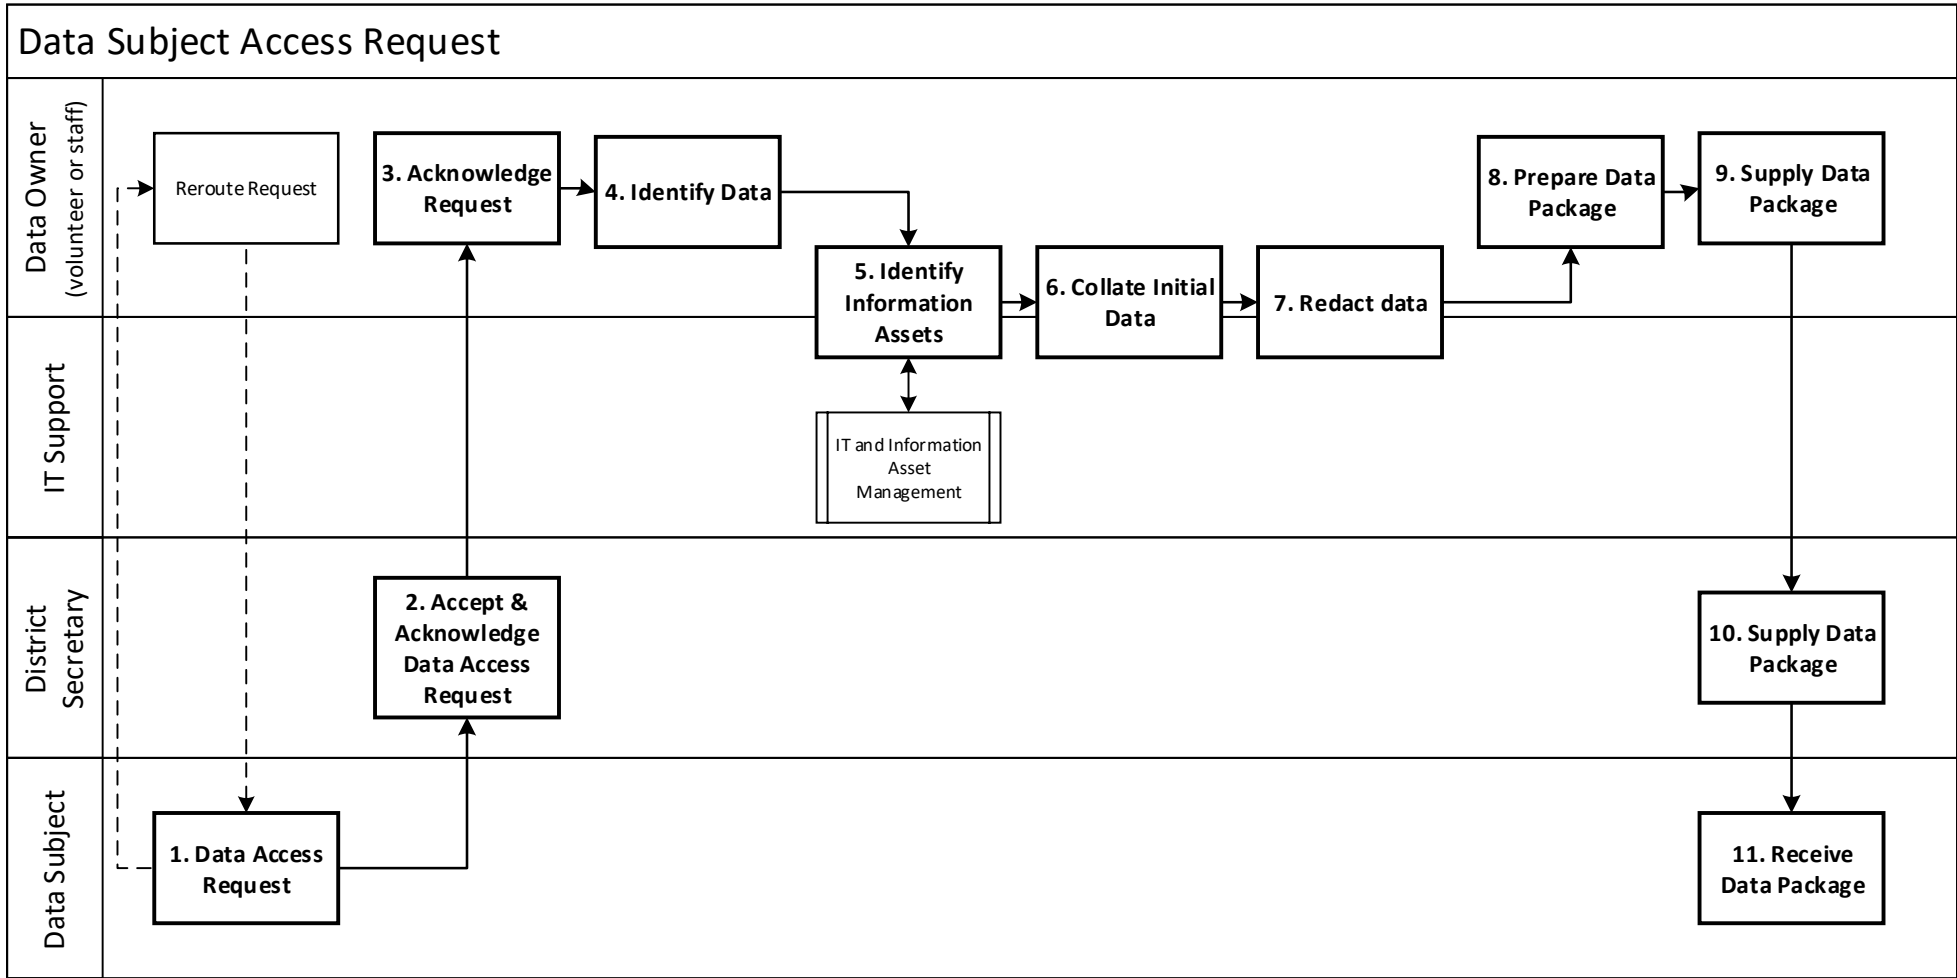 Data Subject Access Request
Data Owner
(volunteer or staff)
Reroute Request
3. Acknowledge
Request
4. Identify Data
5. Identify
Information
Assets
6. Collate Initial
Data
7. Redact data
8. Prepare Data
Package
9. Supply Data
Package
IT Support
IT and Information
Asset
Management
District
Secretary
2. Accept &
Acknowledge
Data Access
Request
10. Supply Data
Package
Data Subject
1. Data Access
Request
11. Receive
Data Package